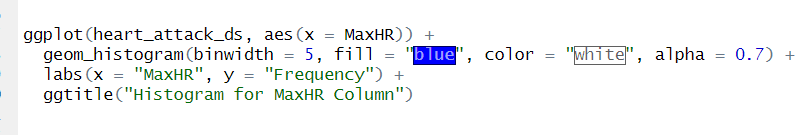 ggplot(heart_attack_ds, aes(x = MaxHR)) +
  geom_histogram(binwidth = 5, fill = "blue", color = "white", alpha = 0.7) +
  labs(x = "MaxHR", y = "Frequency") +
  ggtitle("Histogram for MaxHR Column")